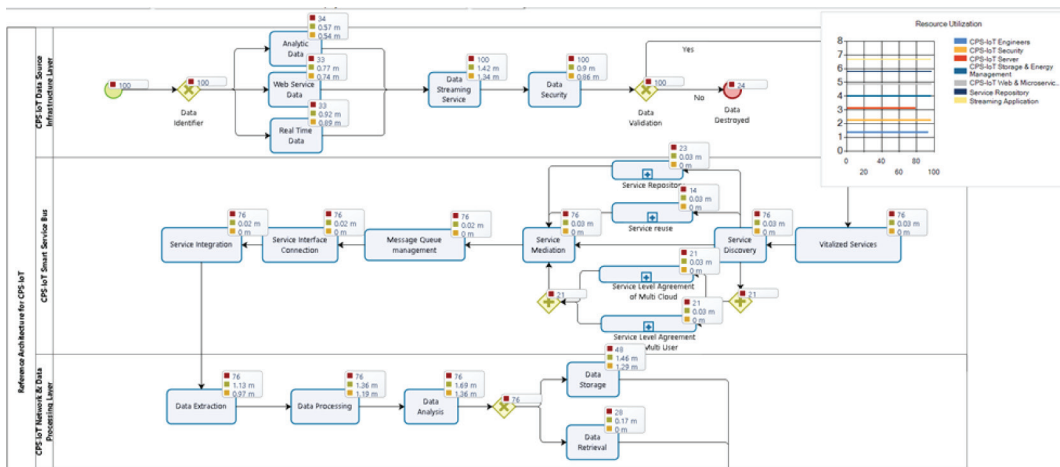 Reference Architecture for CPS-IoT
CPS-IoT Data Source
Infrastructure Layer
100
100
Data
Identifier
34
0.57 m
0.54 m
Analytic
Data
33
0.77 m
0.74 m
Web Service
Data
33
0.92 m
0.89 m
Real Time
Data
100
1.42 m
1.34 m
Data
Streaming
Service
100
0.9 m
0.86 m
Data
Security
100
Data
Validation
Yes
No
24
Data
Destroyed
Resource Utilization
8
7
6
5
4
3
2
1
0
0
20
40
60
80
100
CPS-IoT Engineers
CPS-IoT Security
CPS-IoT Server
CPS-IoT Storage & Energy
Management
CPS-IoT Web & Microservic...
Service Repository
Streaming Application
CPS-IoT Smart Service Bus
76
0.02 m
0 m
Service Integration
76
0.02 m
0 m
Service Interface
Connection
76
0.02 m
0 m
Message Queue
management
76
0.03 m
0 m
Service
Mediation
23
0.03 m
0 m
Service Repository
14
0.03 m
0 m
Service reuse
76
0.03 m
0 m
Service
Discovery
76
0.03 m
0 m
Vitalized Services
21
0.03 m
0 m
Service Level Agreement
of Multi Cloud
21
21
21
0.03 m
0 m
Service Level Agreement
Multi User
CPS-IoT Network & Data
Processing Layer
76
1.13 m
0.97 m
Data Extraction
76
1.36 m
1.19 m
Data Processing
76
1.69 m
1.36 m
Data
Analysis
76
48
1.46 m
1.29 m
Data
Storage
28
0.17 m
0 m
Data
Retrieval